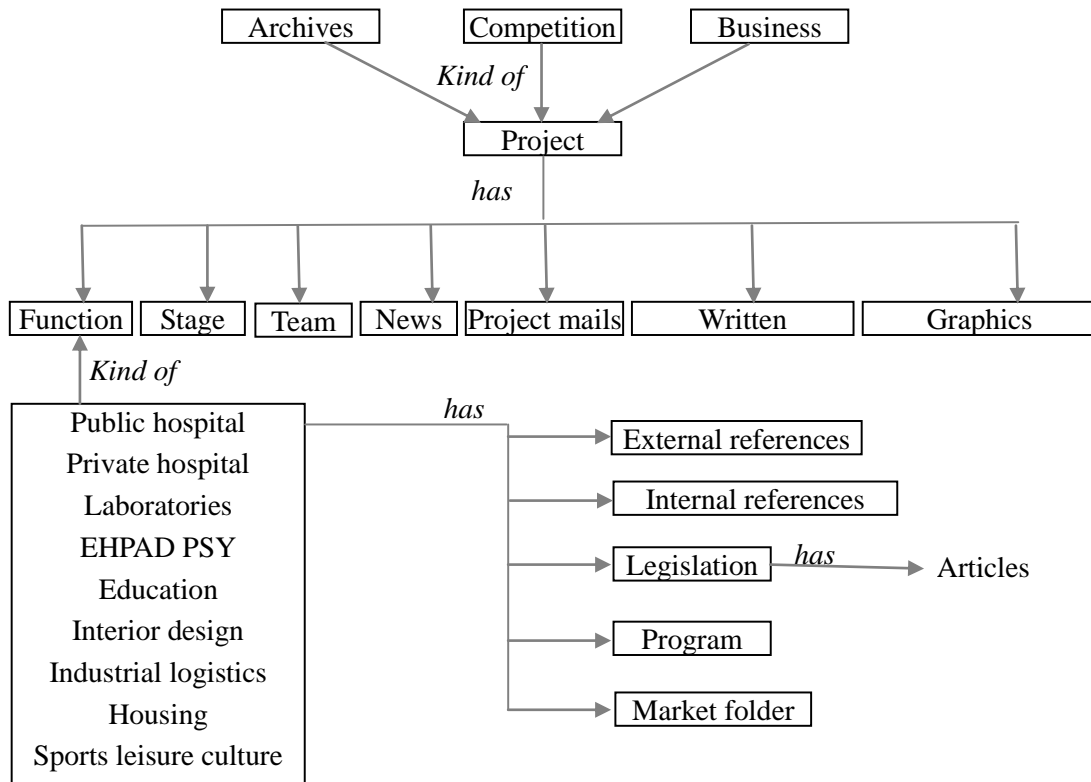 Archives Competition Business
Kind of
Project
has
Function Stage Team News Project mails Written Graphics
Kind of
has
Public hospital
Private hospital
Laboratories
EHPAD PSY
Education
Interior design
Industrial logistics
Housing
Sports leisure culture
External references
Internal references
Legislation has Articles
Program
Market folder